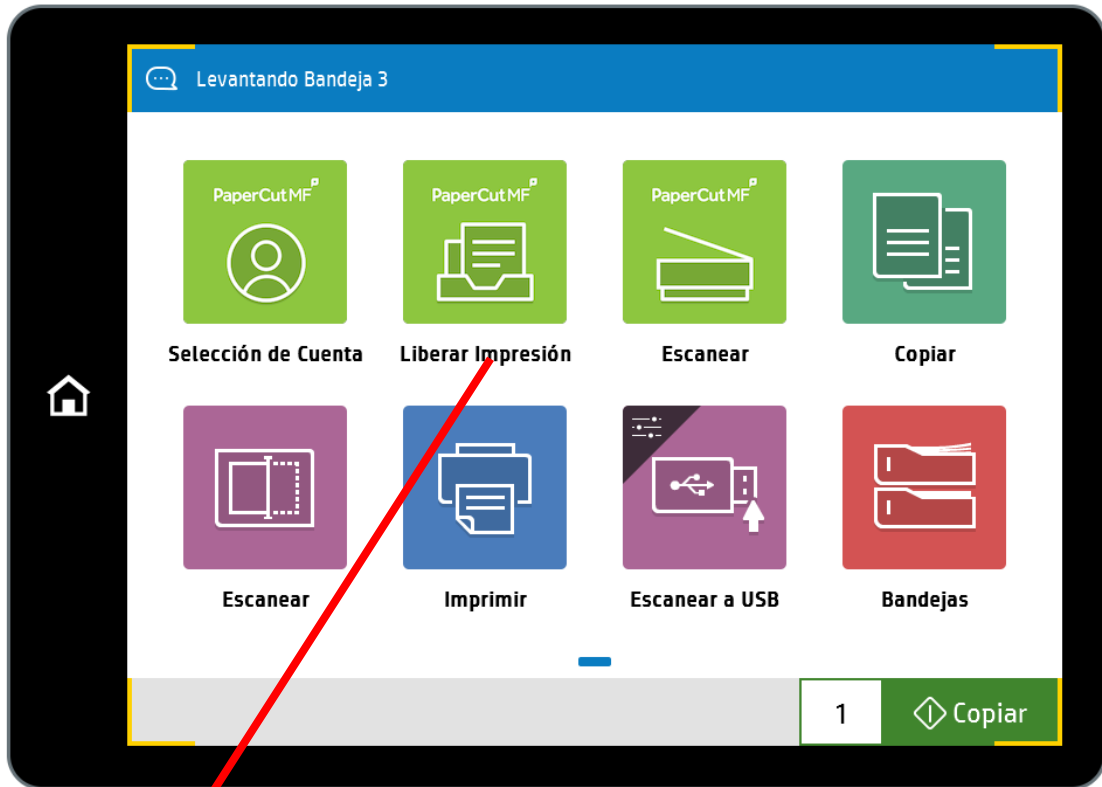 Levantando Bandeja 3
PaperCut MF
PaperCut MF
PaperCut MF
Selección de Cuenta
Liberar Impresión
Escanear
Copiar
Escanear
Imprimir
Escanear a USB
Bandejas
1
Copiar